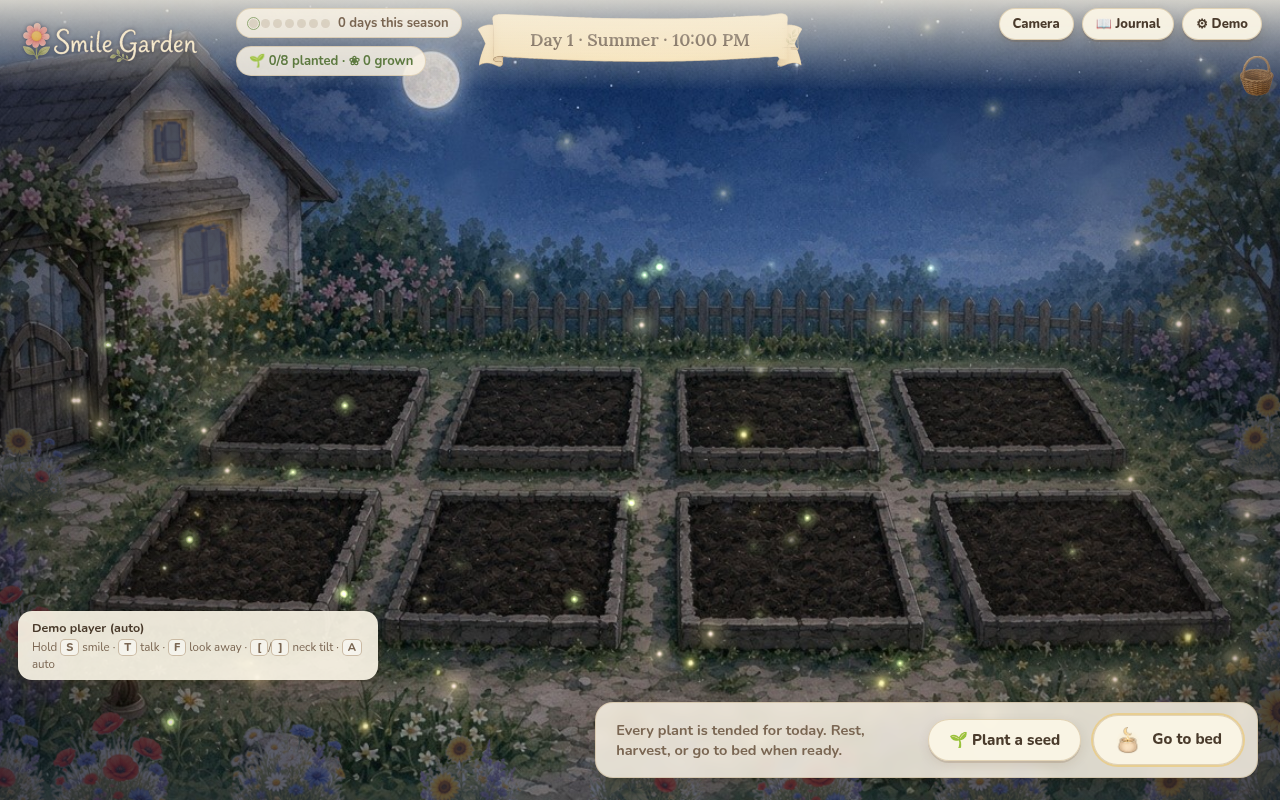 Smile Garden
0 days this season
🌱 0/8 planted · ❀ 0 grown
Day 1 · Summer · 10:00 PM
Camera
📖 Journal
⚙ Demo
Demo player (auto)
Hold S smile · T talk · F look away · [ / ] neck tilt · A
auto
Every plant is tended for today. Rest,
harvest, or go to bed when ready.
🌱 Plant a seed
Go to bed